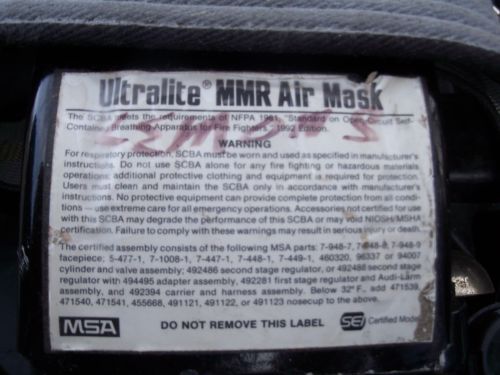 Ultralite® MMR Air Mask
The SCBA meets the requirements of NFPA 1981, "Standard on Open-Circuit Self-
Contained Breathing Apparatus for Fire Fighters," 1992 Edition.
WARNING
For respiratory protection, SCBA must be worn and used as specified in manufacturer's
instructions. Do not use SCBA alone for any fire fighting or hazardous materials
operations; additional protective clothing and equipment is required for protection.
Users must clean and maintain the SCBA only in accordance with manufacturer's
instructions. No protective equipment can provide complete protection from all condi-
tions — use extreme care for all emergency operations. Accessories not certified for use
with this SCBA may degrade the performance of this SCBA or may void NIOSH/MSHA
certification. Failure to comply with these warnings may result in serious injury or death.
The certified assembly consists of the following MSA parts: 7-948-7, 7-948-8, 7-948-9
facepiece: 5-477-1, 7-1008-1, 7-447-1, 7-448-1, 7-449-1, 460320, 96337 or 94007
cylinder and valve assembly; 492486 second stage regulator, or 492488 second stage
regulator with 494495 adapter assembly, 492281 first stage regulator and Audi-Larm
assembly, and 492394 carrier and harness assembly. Below 32°F., add 471539,
471540, 471541, 455668, 491121, 491122, or 491123 nosecup to the above.
MSA DO NOT REMOVE THIS LABEL SEI Certified Model